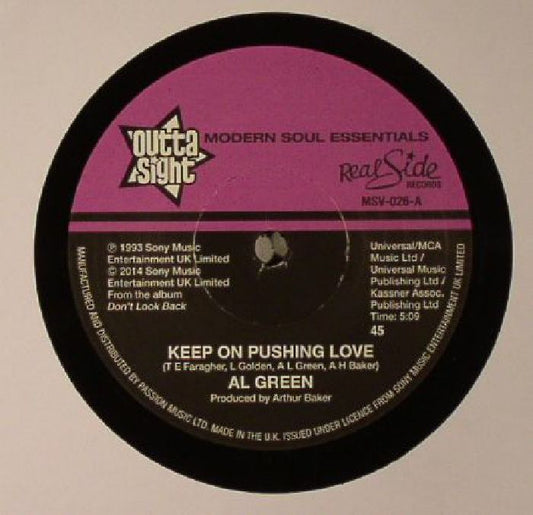 outta
sight
MODERN SOUL ESSENTIALS
Real Side
RECORDS
MSV-026-A
℗ 1993 Sony Music
Entertainment UK Limited
© 2014 Sony Music
Entertainment UK Limited
From the album
Don't Look Back
Universal/MCA
Music Ltd /
Universal Music
Publishing Ltd /
Kassner Assoc.
Publishing Ltd
Time: 5:09
45
KEEP ON PUSHING LOVE
(T E Faragher, L Golden, A L Green, A H Baker)
AL GREEN
Produced by Arthur Baker
MANUFACTURED AND DISTRIBUTED BY PASSION MUSIC LTD. MADE IN THE U.K. ISSUED UNDER LICENCE FROM SONY MUSIC ENTERTAINMENT UK LIMITED